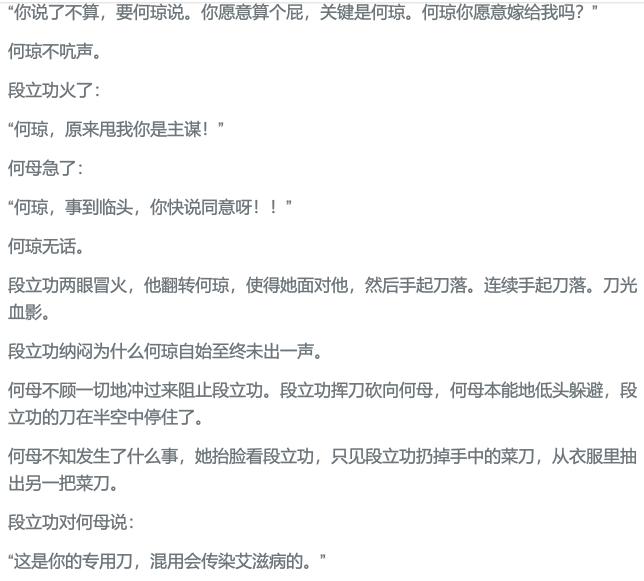 “你说了不算，要何琼说。你愿意算个屁，关键是何琼。何琼你愿意嫁给我吗？”
何琼不吭声。
段立功火了：
“何琼，原来甩我你是主谋！”
何母急了：
“何琼，事到临头，你快说同意呀！！”
何琼无话。
段立功两眼冒火，他翻转何琼，使得她面对他，然后手起刀落。连续手起刀落。刀光
血影。
段立功纳闷为什么何琼自始至终未出一声。
何母不顾一切地冲过来阻止段立功。段立功挥刀砍向何母，何母本能地低头躲避，段
立功的刀在半空中停住了。
何母不知发生了什么事，她抬脸看段立功，只见段立功扔掉手中的菜刀，从衣服里抽
出另一把菜刀。
段立功对何母说：
“这是你的专用刀，混用会传染艾滋病的。”